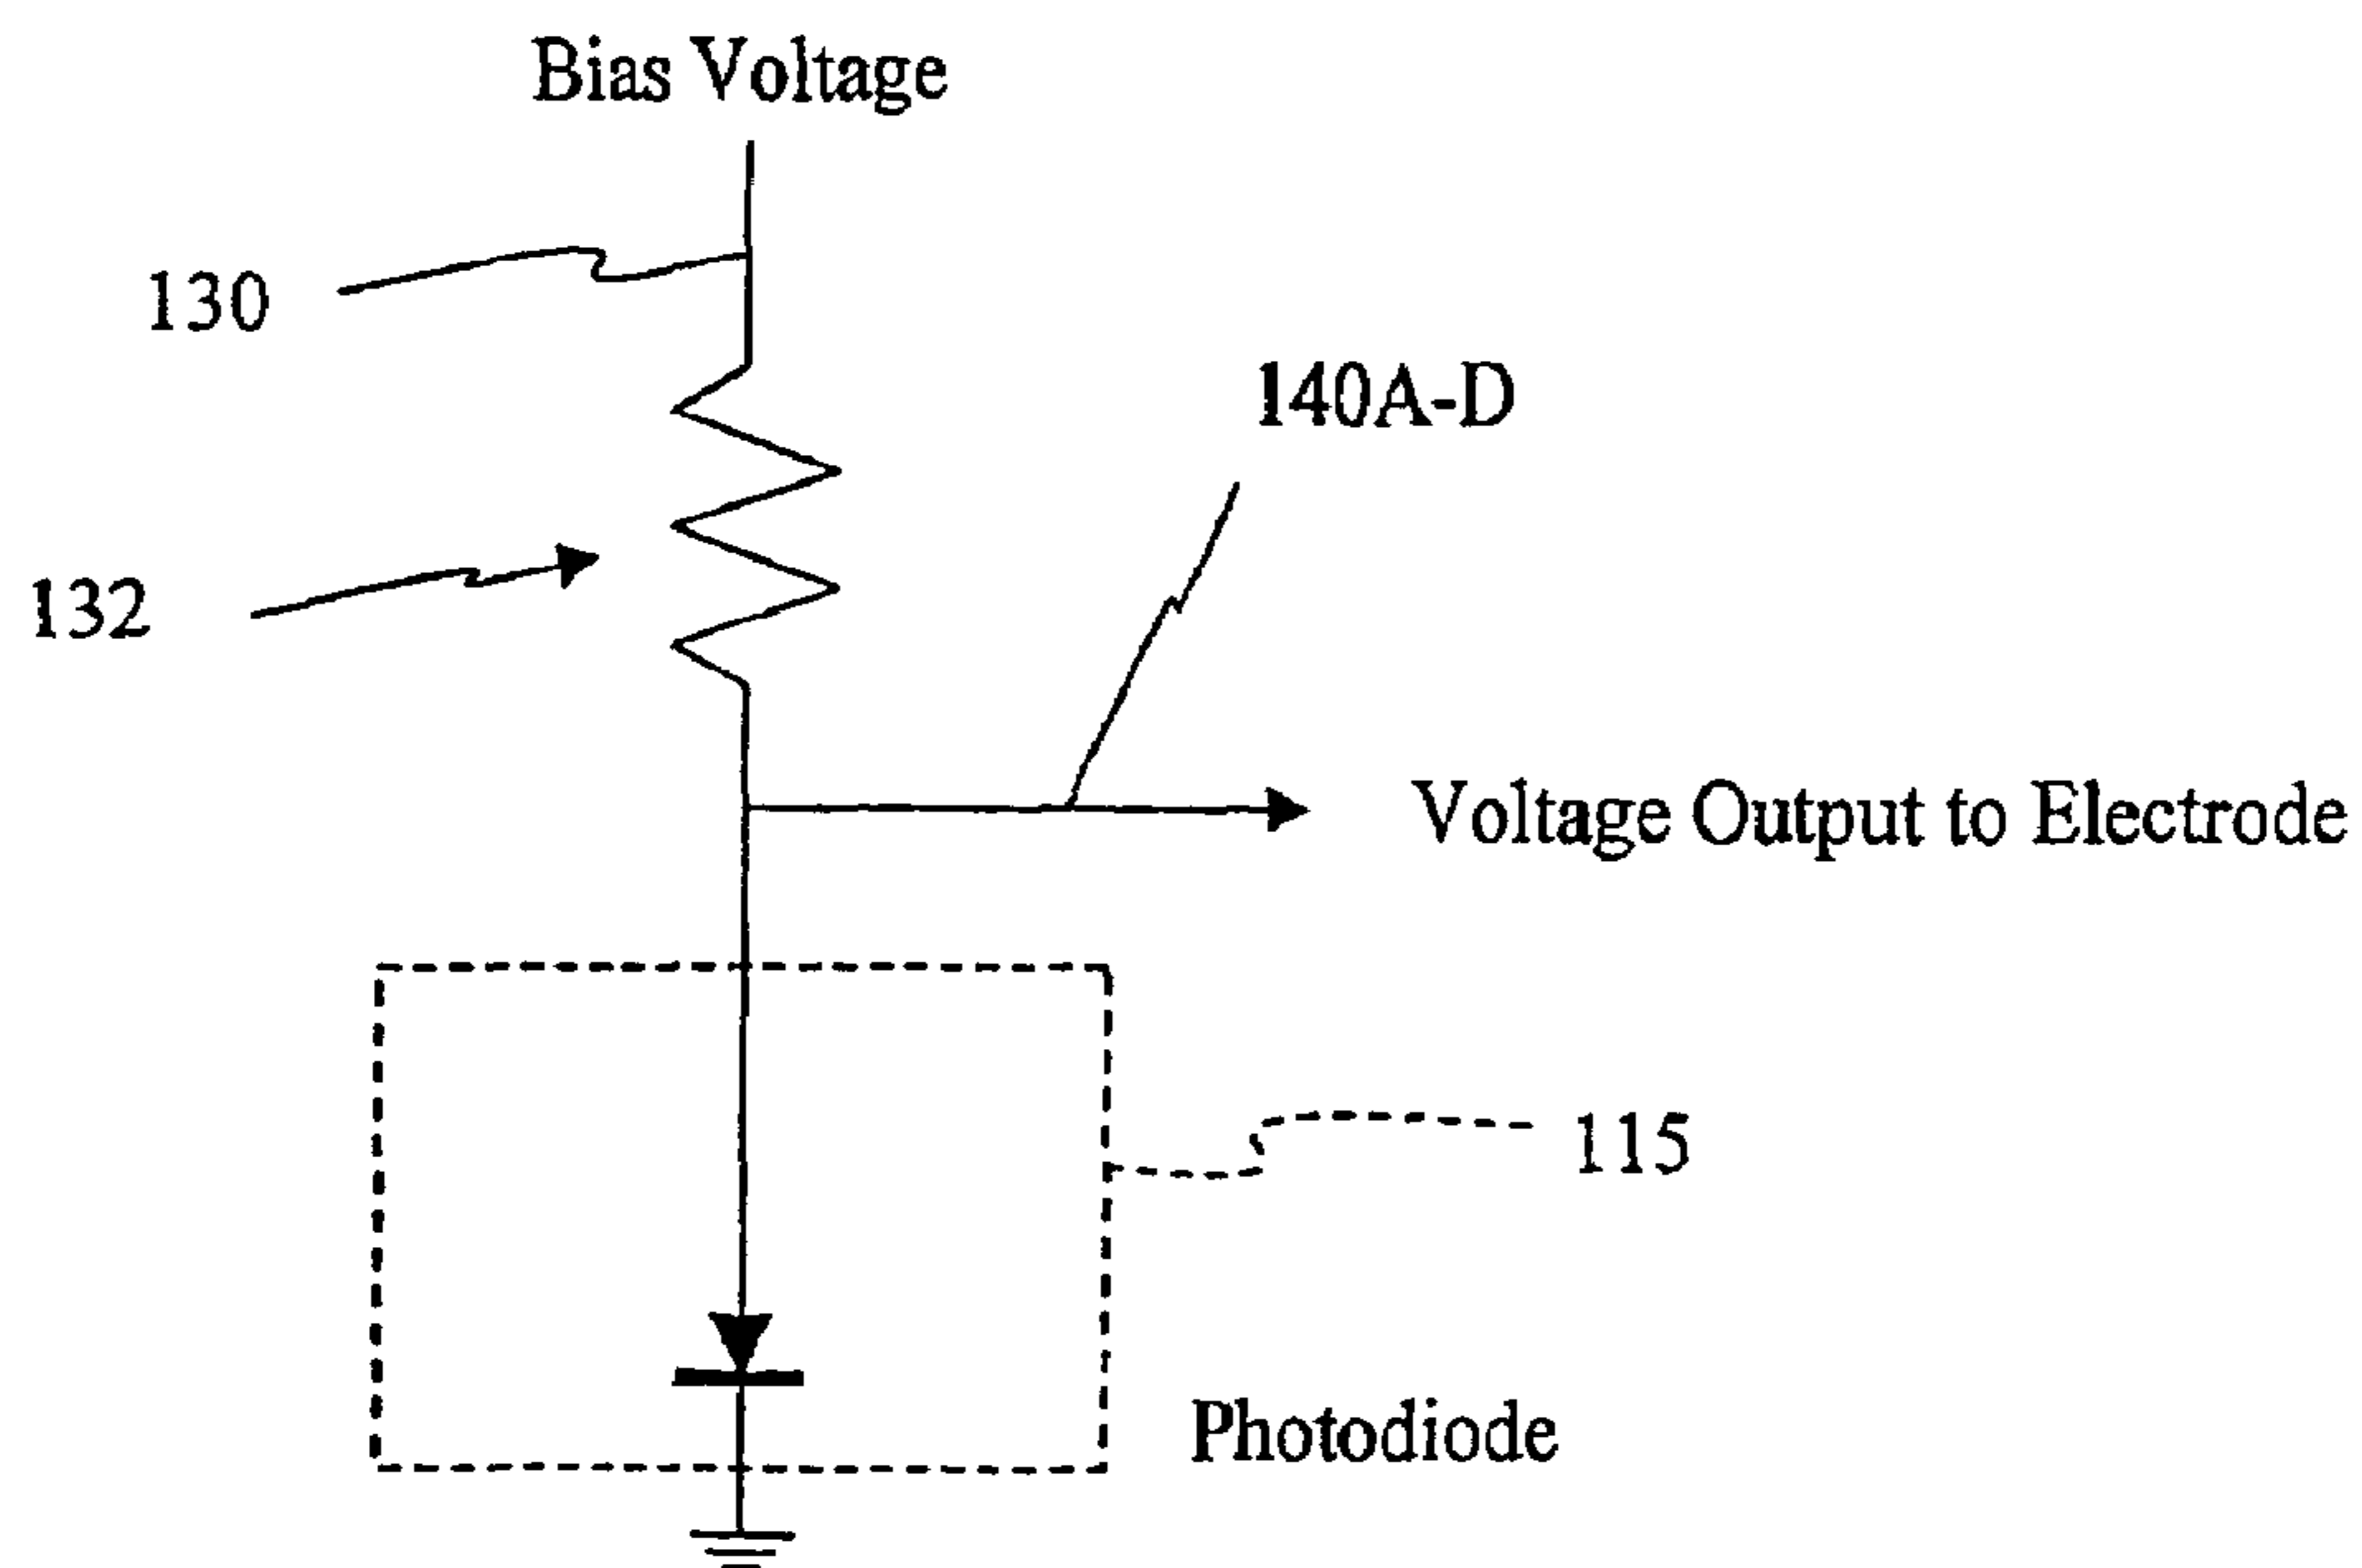 Bias Voltage
130
140A-D
132
Voltage Output to Electrode
115
Photodiode